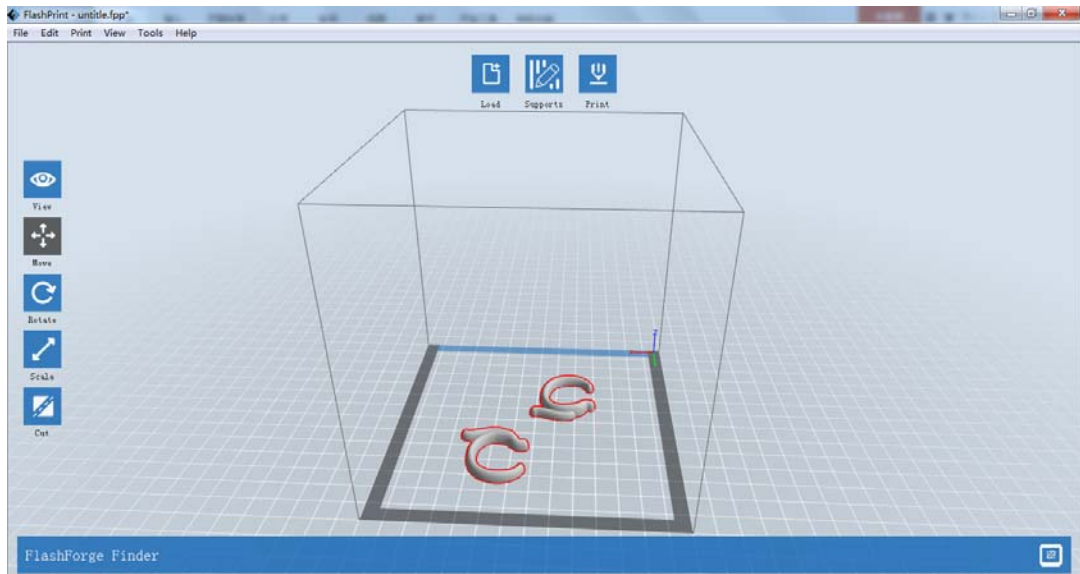 FlashPrint - untitle.fpp*
File Edit Print View Tools Help
Load Supports Print
View
Move
Rotate
Scale
Cut
Z
FlashForge Finder